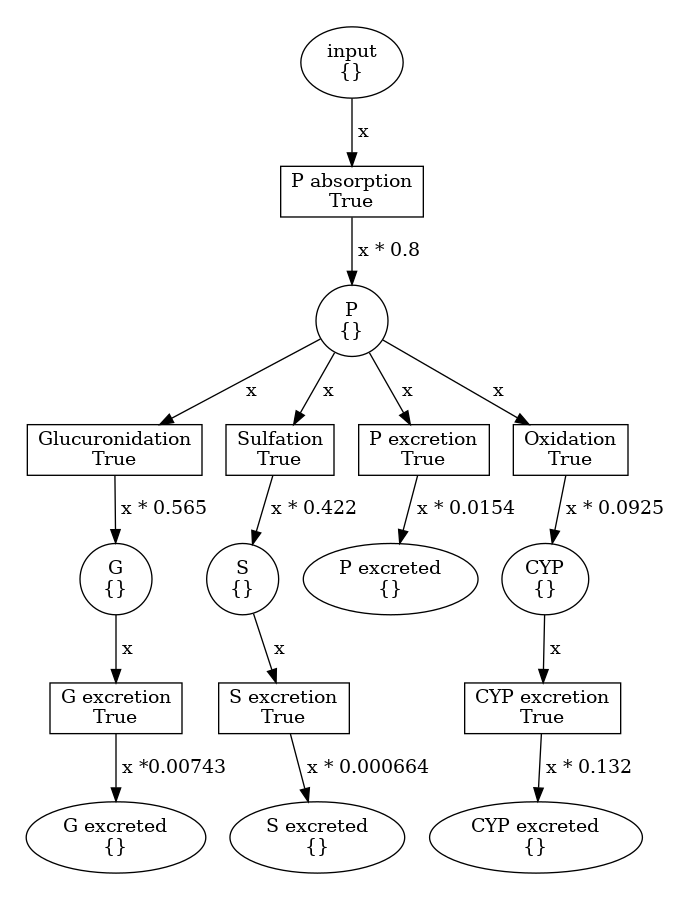 input
{}
x
P absorption
True
x * 0.8
P
{}
x
x
x
x
Glucuronidation
True
Sulfation
True
P excretion
True
Oxidation
True
x * 0.565
x * 0.422
x * 0.0154
x * 0.0925
G
{}
S
{}
P excreted
{}
CYP
{}
x
x
x
G excretion
True
S excretion
True
CYP excretion
True
x *0.00743
x * 0.000664
x * 0.132
G excreted
{}
S excreted
{}
CYP excreted
{}